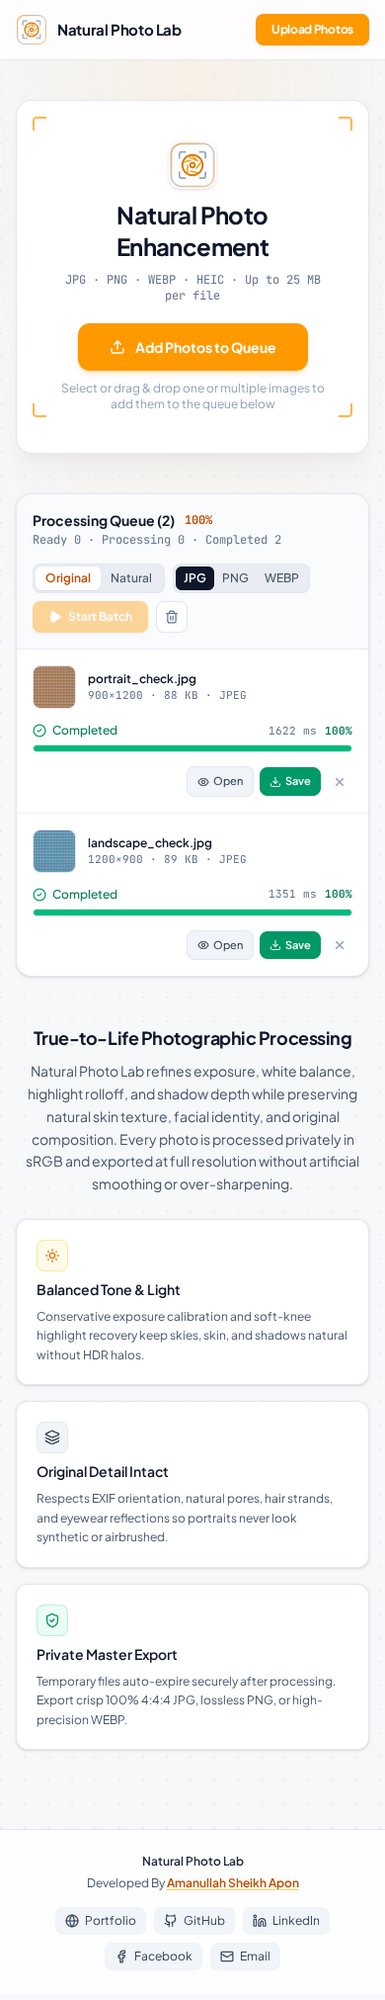 Natural Photo Lab
Upload Photos
Natural Photo
Enhancement
JPG · PNG · WEBP · HEIC · Up to 25 MB
per file
Add Photos to Queue
Select or drag & drop one or multiple images to
add them to the queue below
Processing Queue (2) 100%
Ready 0 · Processing 0 · Completed 2
Original Natural JPG PNG WEBP
Start Batch
portrait_check.jpg
900×1200 · 88 KB · JPEG
Completed 1622 ms 100%
Open Save
landscape_check.jpg
1200×900 · 89 KB · JPEG
Completed 1351 ms 100%
Open Save
True-to-Life Photographic Processing
Natural Photo Lab refines exposure, white balance,
highlight rolloff, and shadow depth while preserving
natural skin texture, facial identity, and original
composition. Every photo is processed privately in
sRGB and exported at full resolution without artificial
smoothing or over-sharpening.
Balanced Tone & Light
Conservative exposure calibration and soft-knee
highlight recovery keep skies, skin, and shadows natural
without HDR halos.
Original Detail Intact
Respects EXIF orientation, natural pores, hair strands,
and eyewear reflections so portraits never look
synthetic or airbrushed.
Private Master Export
Temporary files auto-expire securely after processing.
Export crisp 100% 4:4:4 JPG, lossless PNG, or high-
precision WEBP.
Natural Photo Lab
Developed By Amanullah Sheikh Apon
Portfolio GitHub LinkedIn
Facebook Email